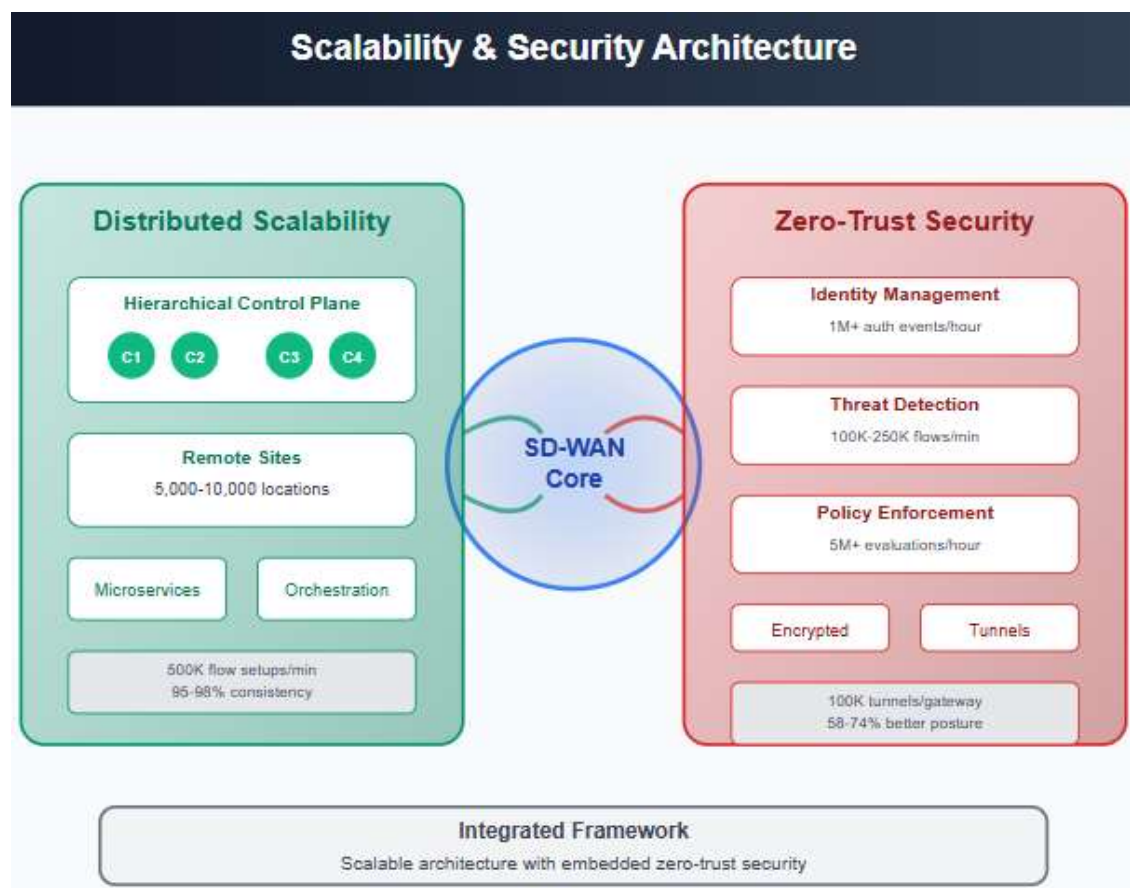 Scalability & Security Architecture
Distributed Scalability
Hierarchical Control Plane
C1 C2 C3 C4
Remote Sites
5,000-10,000 locations
Microservices
Orchestration
500K flow setups/min
95-98% consistency
SD-WAN
Core
Zero-Trust Security
Identity Management
1M+ auth events/hour
Threat Detection
100K-250K flows/min
Policy Enforcement
5M+ evaluations/hour
Encrypted
Tunnels
100K tunnels/gateway
58-74% better posture
Integrated Framework
Scalable architecture with embedded zero-trust security